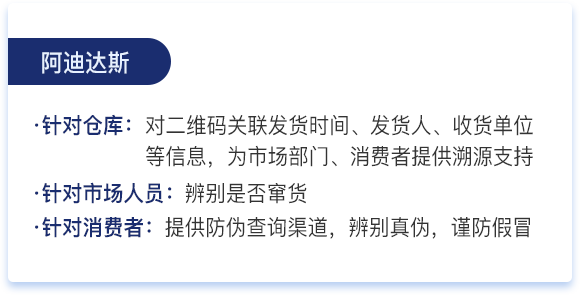 阿迪达斯
·针对仓库：对二维码关联发货时间、发货人、收货单位
等信息，为市场部门、消费者提供溯源支持
·针对市场人员：辨别是否窜货
·针对消费者：提供防伪查询渠道，辨别真伪，谨防假冒